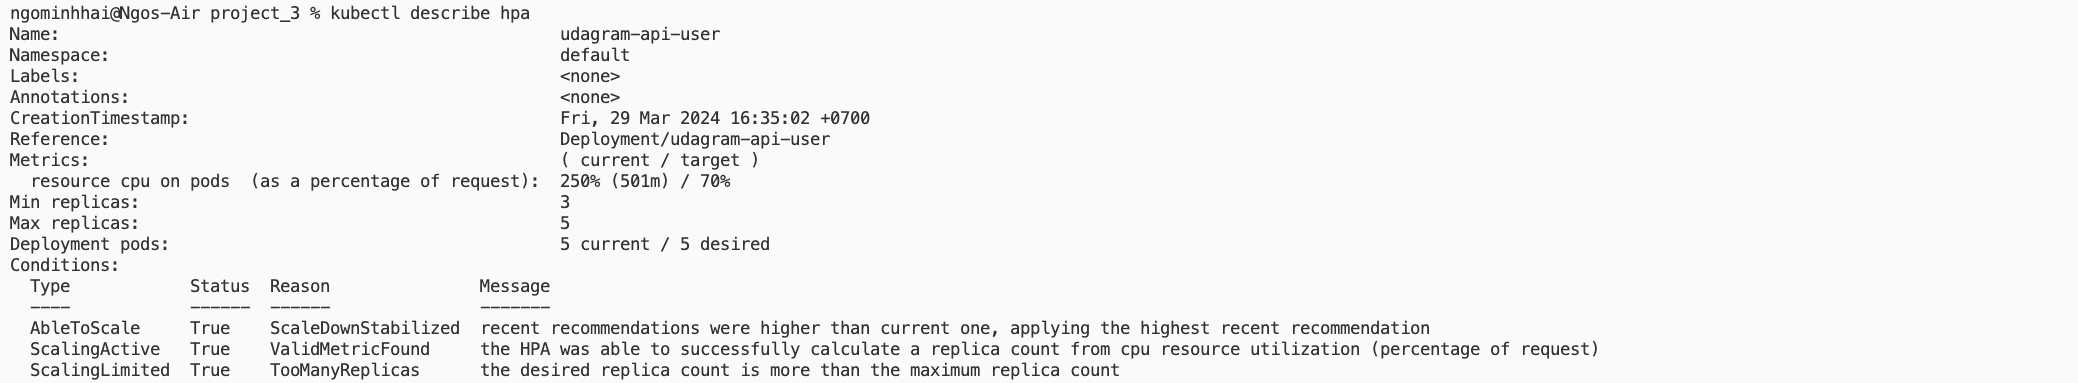 ngominhhai@Ngos-Air project_3 % kubectl describe hpa
Name:                                                  udagram-api-user
Namespace:                                             default
Labels:                                                <none>
Annotations:                                           <none>
CreationTimestamp:                                     Fri, 29 Mar 2024 16:35:02 +0700
Reference:                                             Deployment/udagram-api-user
Metrics:                                               ( current / target )
  resource cpu on pods  (as a percentage of request):  250% (501m) / 70%
Min replicas:                                          3
Max replicas:                                          5
Deployment pods:                                       5 current / 5 desired
Conditions:
  Type            Status  Reason               Message
  ----            ------  ------               -------
  AbleToScale     True    ScaleDownStabilized  recent recommendations were higher than current one, applying the highest recent recommendation
  ScalingActive   True    ValidMetricFound     the HPA was able to successfully calculate a replica count from cpu resource utilization (percentage of request)
  ScalingLimited  True    TooManyReplicas      the desired replica count is more than the maximum replica count